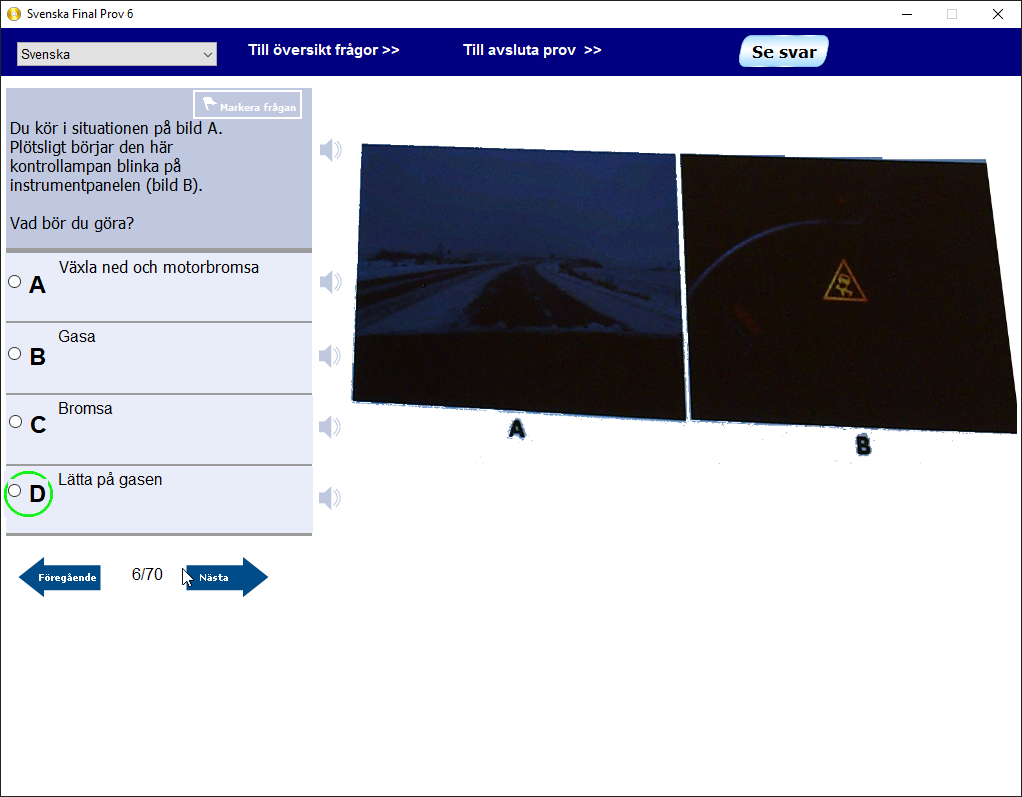 Svenska Final Prov 6
Svenska
Till översikt frågor >>
Till avsluta prov >>
Se svar
Markera frågan
Du kör i situationen på bild A.
Plötsligt börjar den här
kontrollampan blinka på
instrumentpanelen (bild B).
Vad bör du göra?
A
Växla ned och motorbromsa
B
Gasa
C
Bromsa
D
Lätta på gasen
A
B
Föregående
6/70
Nästa